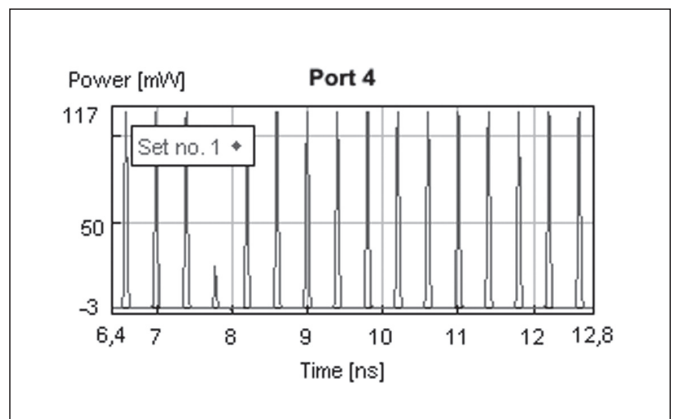 Power [mW]
Port 4
117
Set no. 1
50
-3
6,4 7 8 9 10 11 12 12,8
Time [ns]